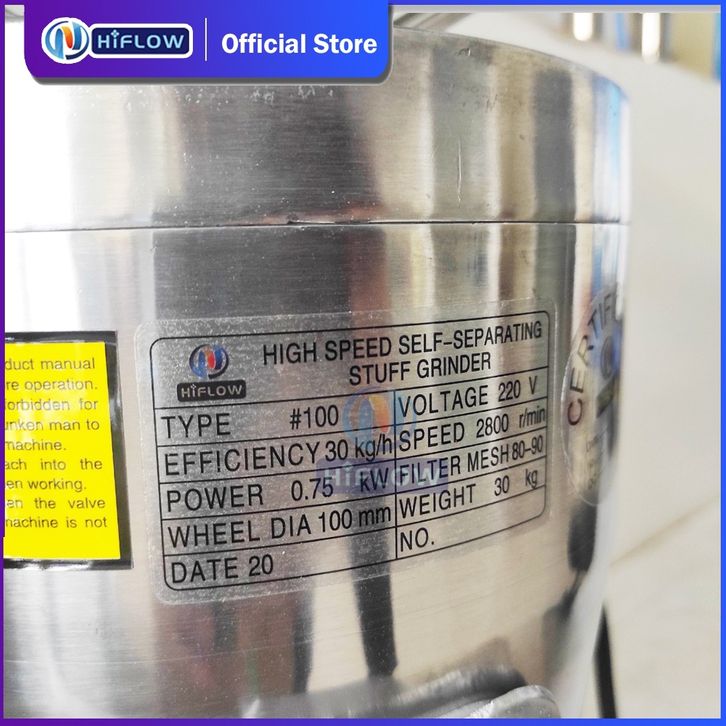 HiFLOW
Official Store
HiFLOW
HIGH SPEED SELF-SEPARATING
STUFF GRINDER
TYPE #100
VOLTAGE 220 V
EFFICIENCY 30 kg/h
SPEED 2800 r/min
POWER 0.75 kW
FILTER MESH 80-90
WHEEL DIA 100 mm
WEIGHT 30 kg
DATE 20
NO.
HiFLOW
duct manual
re operation.
forbidden for
unken man to
machine.
ach into the
en working.
en the valve
machine is not
CERTIF